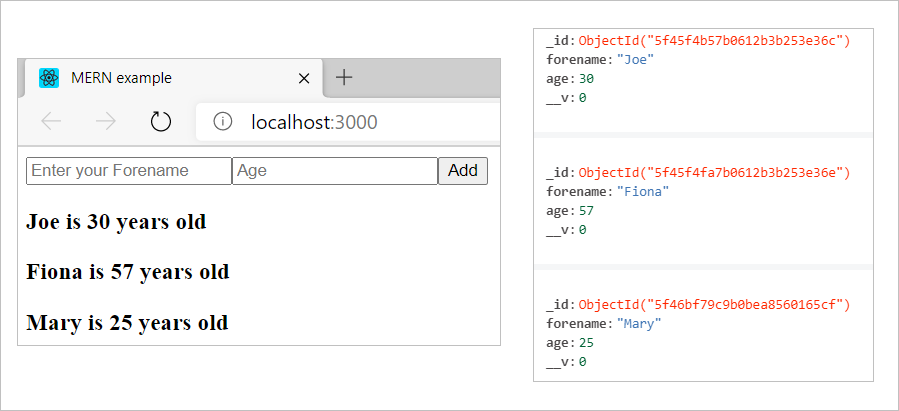 MERN example
localhost:3000
Enter your Forename Age Add
Joe is 30 years old
Fiona is 57 years old
Mary is 25 years old
_id: ObjectId("5f45f4b57b0612b3b253e36c")
forename: "Joe"
age: 30
__v: 0
_id: ObjectId("5f45f4fa7b0612b3b253e36e")
forename: "Fiona"
age: 57
__v: 0
_id: ObjectId("5f46bf79c9b0bea8560165cf")
forename: "Mary"
age: 25
__v: 0